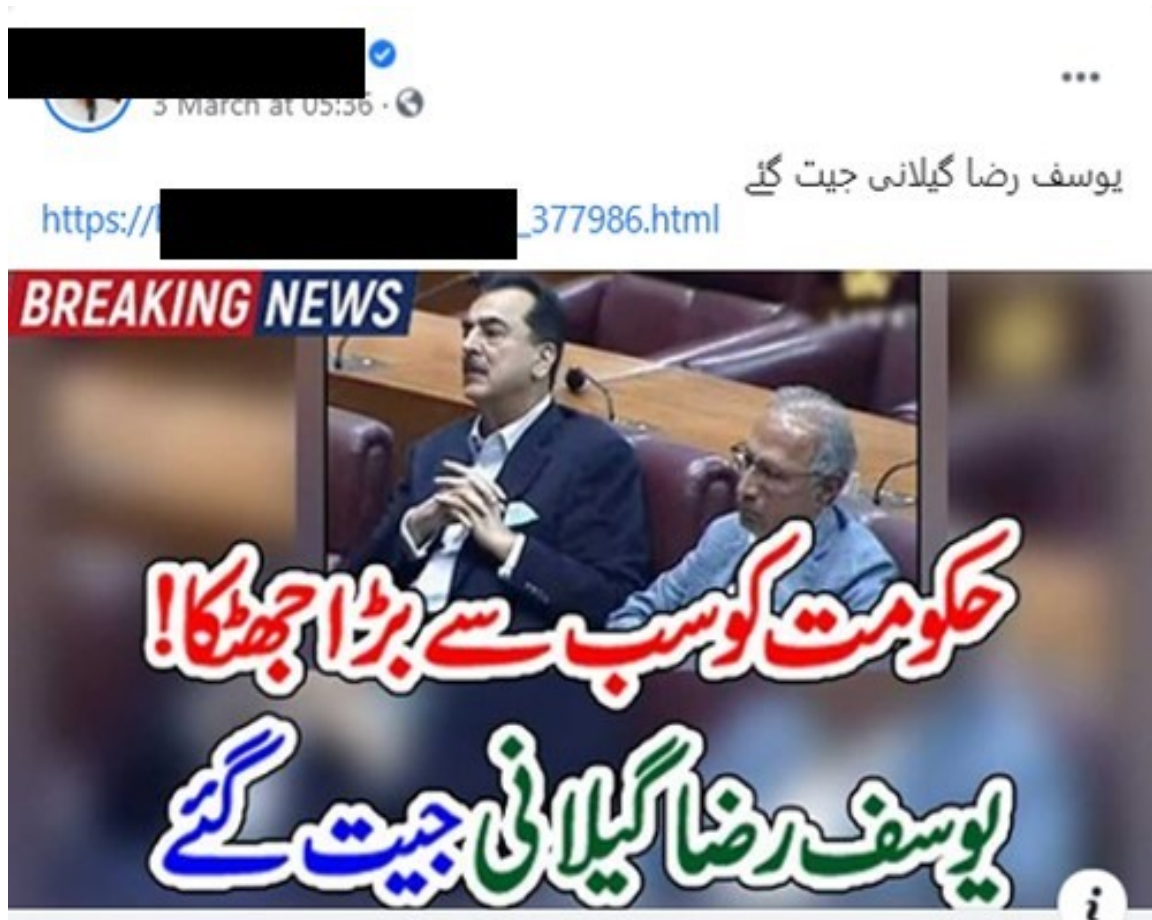 3 March at 05:36 ·
یوسف رضا گیلانی جیت گئے
https:// _377986.html
BREAKING NEWS
حکومت کو سب سے بڑا جھٹکا!
یوسف رضا گیلانی جیت گئے